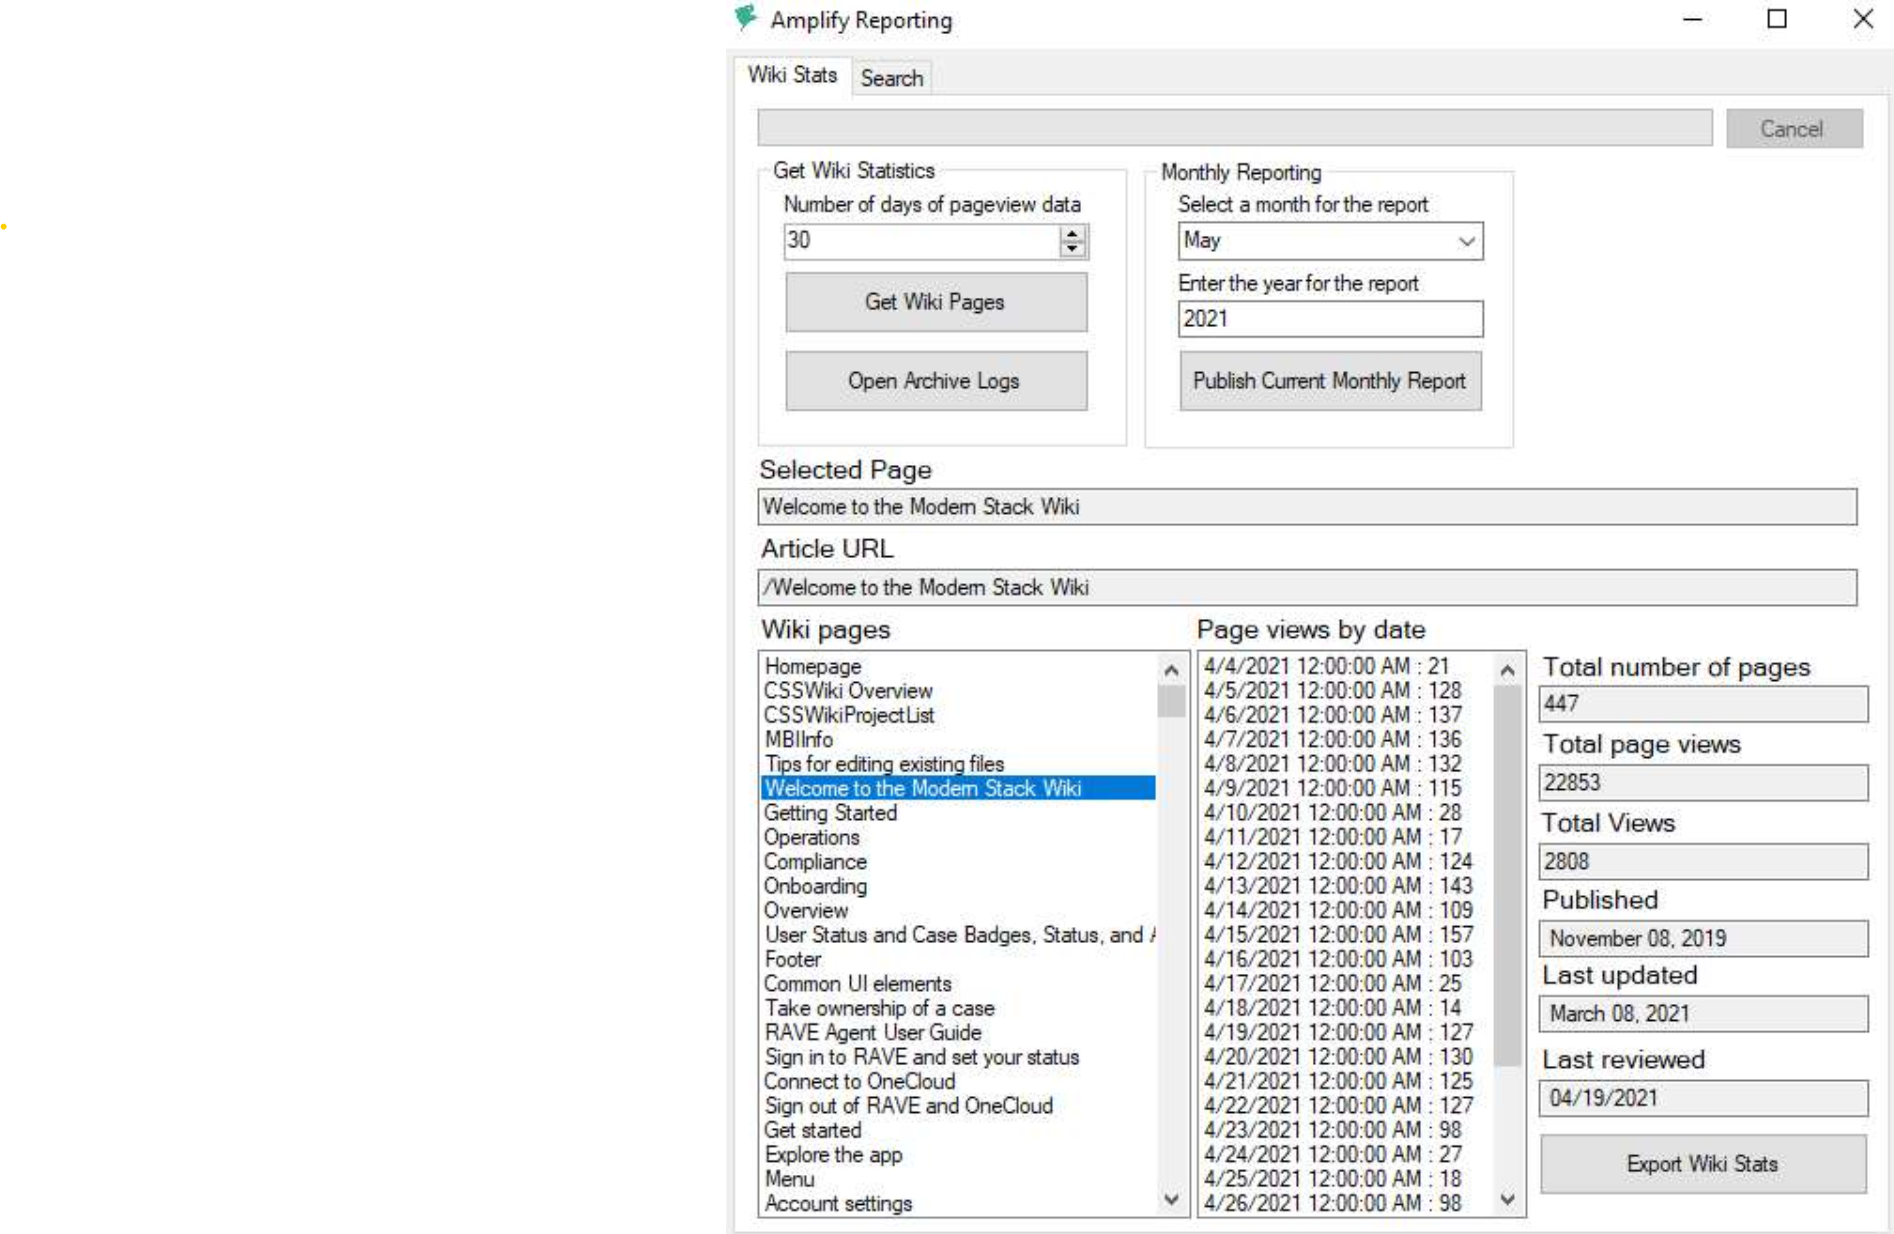 Amplify Reporting
Wiki Stats
Search
Cancel
Get Wiki Statistics
Number of days of pageview data
30
Get Wiki Pages
Open Archive Logs
Monthly Reporting
Select a month for the report
May
Enter the year for the report
2021
Publish Current Monthly Report
Selected Page
Welcome to the Modern Stack Wiki
Article URL
/Welcome to the Modern Stack Wiki
Wiki pages
Homepage
CSSWiki Overview
CSSWikiProjectList
MBIInfo
Tips for editing existing files
Welcome to the Modern Stack Wiki
Getting Started
Operations
Compliance
Onboarding
Overview
User Status and Case Badges, Status, and
Footer
Common UI elements
Take ownership of a case
RAVE Agent User Guide
Sign in to RAVE and set your status
Connect to OneCloud
Sign out of RAVE and OneCloud
Get started
Explore the app
Menu
Account settings
Page views by date
4/4/2021 12:00:00 AM : 21
4/5/2021 12:00:00 AM : 128
4/6/2021 12:00:00 AM : 137
4/7/2021 12:00:00 AM : 136
4/8/2021 12:00:00 AM : 132
4/9/2021 12:00:00 AM : 115
4/10/2021 12:00:00 AM : 28
4/11/2021 12:00:00 AM : 17
4/12/2021 12:00:00 AM : 124
4/13/2021 12:00:00 AM : 143
4/14/2021 12:00:00 AM : 109
4/15/2021 12:00:00 AM : 157
4/16/2021 12:00:00 AM : 103
4/17/2021 12:00:00 AM : 25
4/18/2021 12:00:00 AM : 14
4/19/2021 12:00:00 AM : 127
4/20/2021 12:00:00 AM : 130
4/21/2021 12:00:00 AM : 125
4/22/2021 12:00:00 AM : 127
4/23/2021 12:00:00 AM : 98
4/24/2021 12:00:00 AM : 27
4/25/2021 12:00:00 AM : 18
4/26/2021 12:00:00 AM : 98
Total number of pages
447
Total page views
22853
Total Views
2808
Published
November 08, 2019
Last updated
March 08, 2021
Last reviewed
04/19/2021
Export Wiki Stats